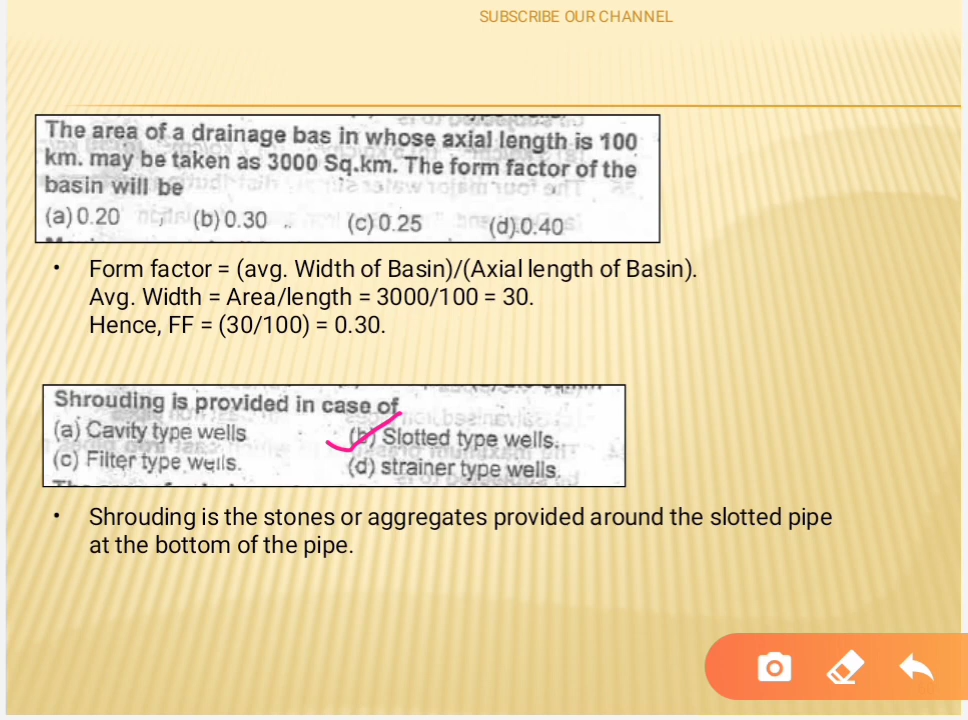 SUBSCRIBE OUR CHANNEL
The area of a drainage bas in whose axial length is 100
km. may be taken as 3000 Sq.km. The form factor of the
basin will be
(a) 0.20 (b) 0.30 (c) 0.25 (d) 0.40
• Form factor = (avg. Width of Basin)/(Axial length of Basin).
Avg. Width = Area/length = 3000/100 = 30.
Hence, FF = (30/100) = 0.30.
Shrouding is provided in case of
(a) Cavity type wells (b) Slotted type wells.
(c) Filter type wells. (d) strainer type wells.
• Shrouding is the stones or aggregates provided around the slotted pipe
at the bottom of the pipe.